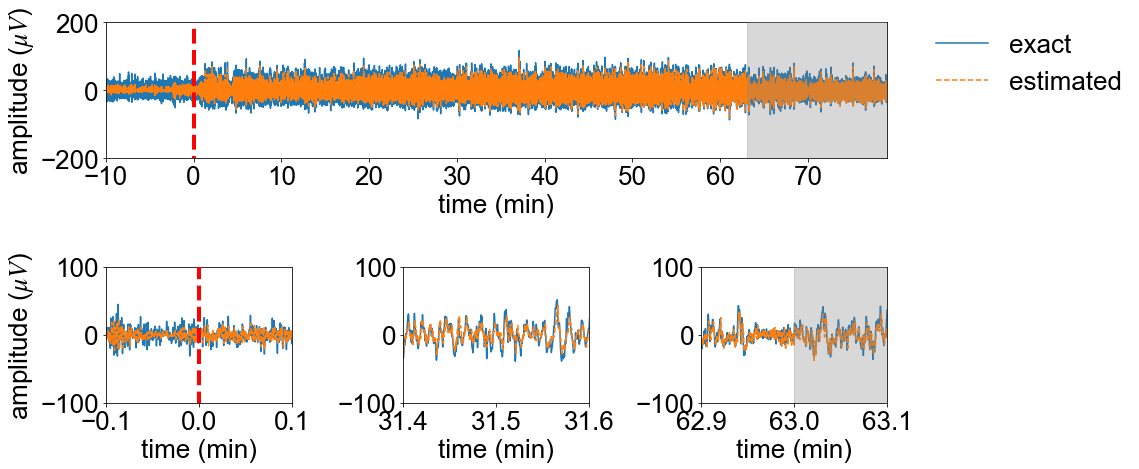 amplitude (μV)
200
0
−200
−10 0 10 20 30 40 50 60 70
time (min)
exact
estimated
amplitude (μV)
100
0
−100
−0.1 0.0 0.1
time (min)
100
0
−100
31.4 31.5 31.6
time (min)
100
0
−100
62.9 63.0 63.1
time (min)